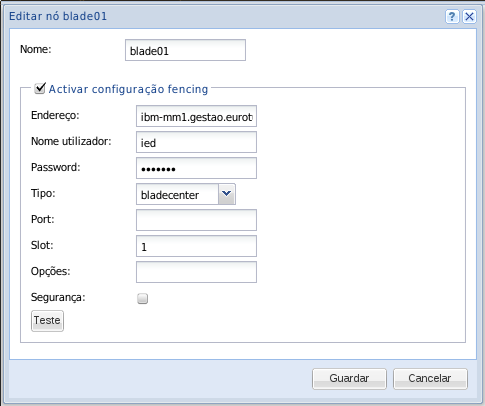 Editar nó blade01
Nome: blade01
Activar configuração fencing
Endereço: ibm-mm1.gestao.eurot
Nome utilizador: ied
Password: •••••••
Tipo: bladecenter
Port:
Slot: 1
Opções:
Segurança:
Teste
Guardar Cancelar